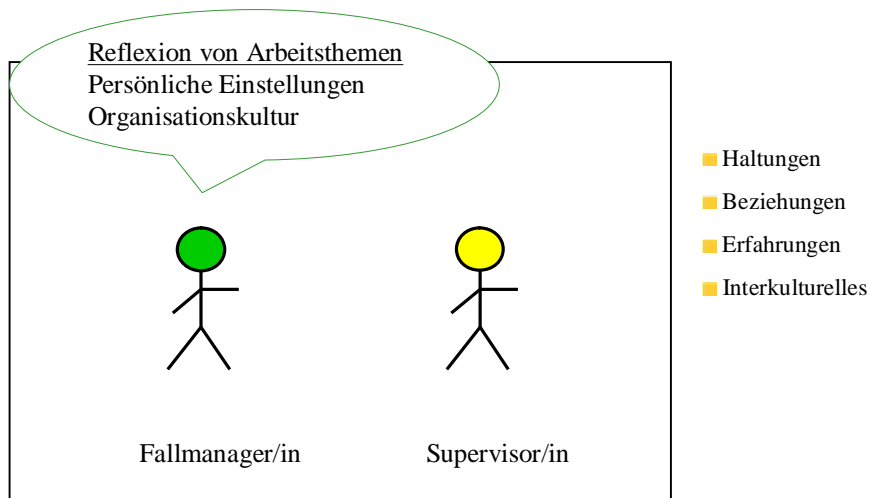 Reflexion von Arbeitsthemen
Persönliche Einstellungen
Organisationskultur
Haltungen
Beziehungen
Erfahrungen
Interkulturelles
Fallmanager/in
Supervisor/in